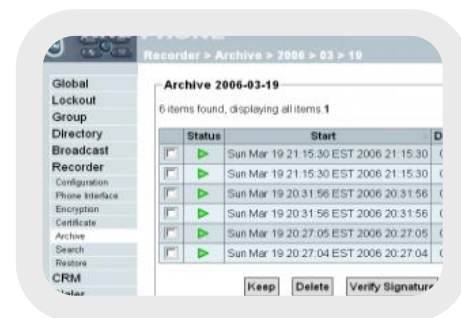 PHONE
Recorder > Archive > 2006 > 03 > 19
Global
Lockout
Group
Directory
Broadcast
Recorder
Configuration
Phone Interface
Encryption
Certificate
Archive
Search
Restore
CRM
Archive 2006-03-19
6 items found, displaying all items.1
Status Start
Sun Mar 19 21:15:30 EST 2006 21:15:30
Sun Mar 19 21:15:30 EST 2006 21:15:30
Sun Mar 19 20:31:56 EST 2006 20:31:56
Sun Mar 19 20:31:56 EST 2006 20:31:56
Sun Mar 19 20:27:05 EST 2006 20:27:05
Sun Mar 19 20:27:04 EST 2006 20:27:04
Keep Delete Verify Signature